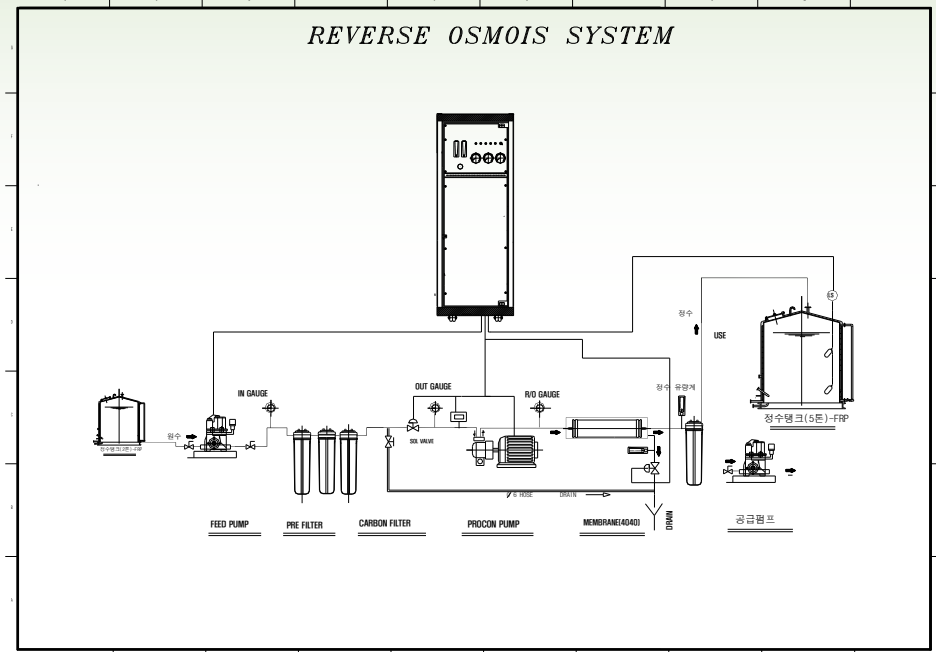 REVERSE OSMOIS SYSTEM
LS
정수
USE
정수 유량계
IN GAUGE
OUT GAUGE
R/O GAUGE
정수탱크(5톤)-FRP
원수
SOL VALVE
6 HOSE
DRAIN
FEED PUMP
PRE FILTER
CARBON FILTER
PROCON PUMP
MEMBRANE(4040)
DRAIN
공급펌프